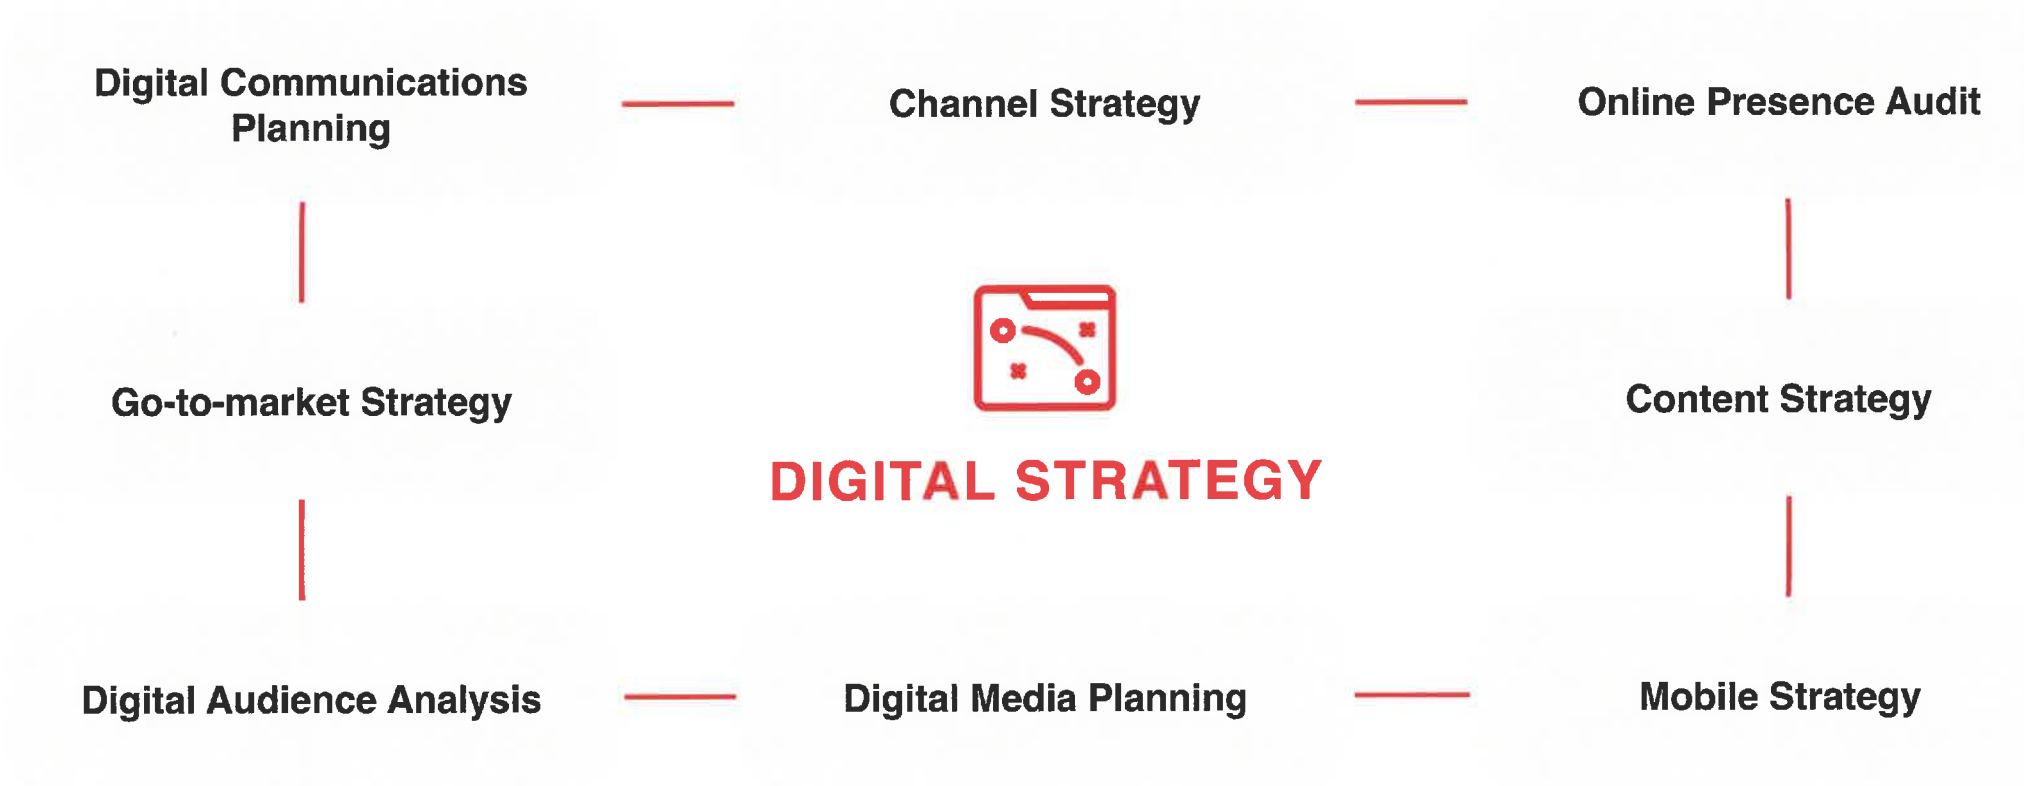 Digital Communications
Planning
Channel Strategy
Online Presence Audit
Go-to-market Strategy
DIGITAL STRATEGY
Content Strategy
Digital Audience Analysis
Digital Media Planning
Mobile Strategy